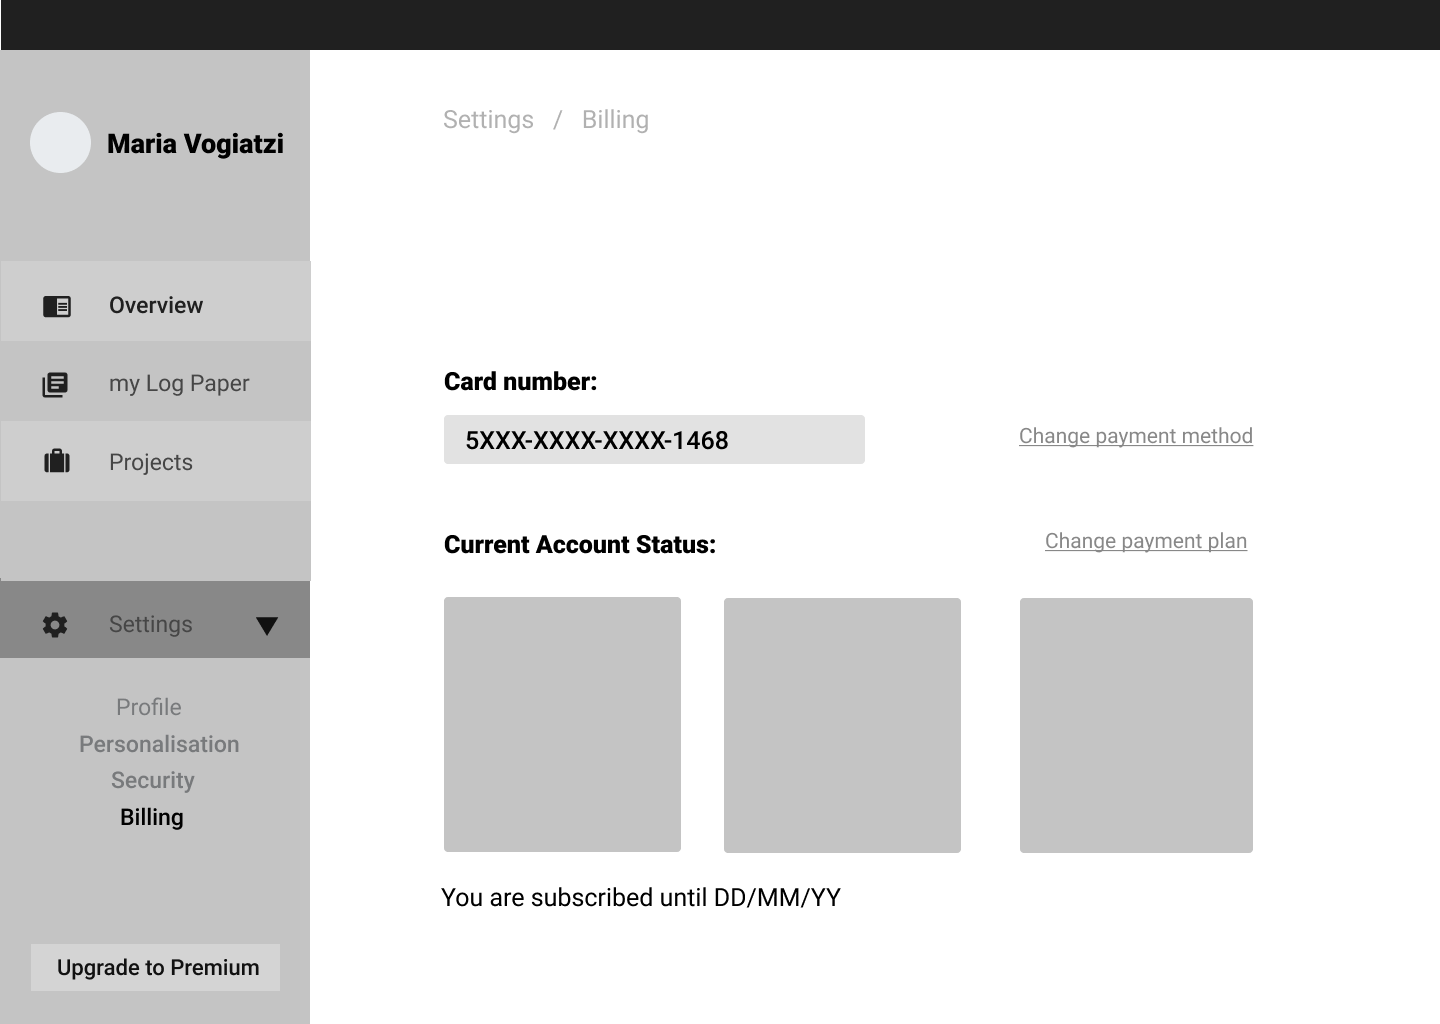 Maria Vogiatzi
Overview
my Log Paper
Projects
Settings
Profile
Personalisation
Security
Billing
Upgrade to Premium
Settings / Billing
Card number:
5XXX-XXXX-XXXX-1468
Change payment method
Current Account Status:
Change payment plan
You are subscribed until DD/MM/YY